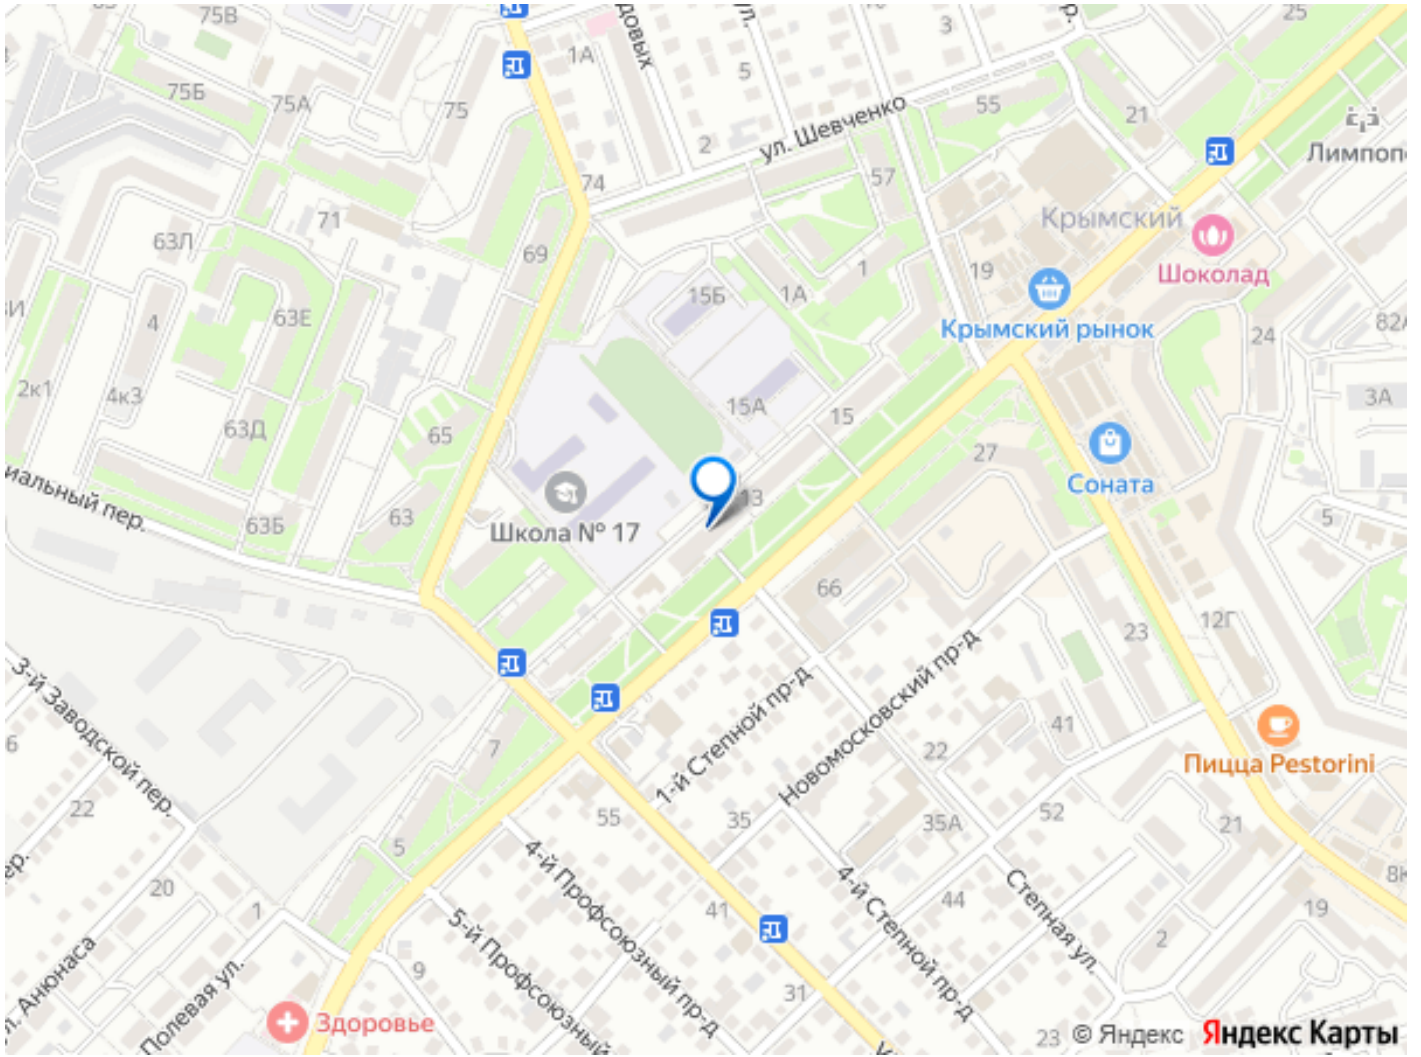 75В
25
1А
3
5
75Б
75А
75
55
21
ул. Шевченко
2
Лимпоп
57
74
71
Крымский
63Л
69
1
19
Шоколад
15Б
1А
4
63Е
Крымский рынок
24
82А
2к1
4к3
15А
15
3А
63Д
65
27
Соната
13
63Б
63
Школа № 17
5
иальный пер.
66
12Г
23
3-й Заводской пер.
1-й Степной пр-д
Новомосковский пр-д
6
7
22
41
Пицца Pestorini
22
55
35
35А
52
21
5
4-й Профсоюзный пр-д
4-й Степной пр-д
Степная ул.
20
1
41
44
19
2
5-й Профсоюзный
9
Анюнаса
Полевая ул.
31
Здоровье
23
© Яндекс Яндекс Карты